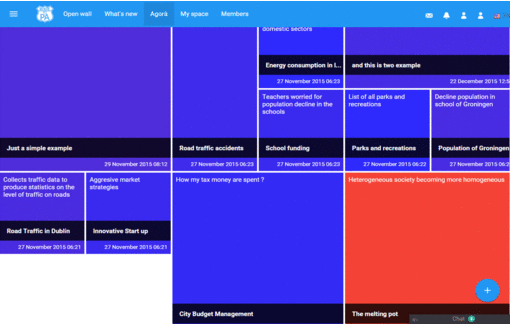 PA
Open wall What's new Agorà My space Members
domestic sectors
Energy consumption in l... and this is two example
27 November 2015 06:23 22 December 2015 12:5
Teachers worried for
population decline in the
schools
List of all parks and
recreations
Decline population in
school of Groningen
Just a simple example Road traffic accidents School funding Parks and recreations Population of Groningen
29 November 2015 08:12 27 November 2015 06:23 27 November 2015 06:23 27 November 2015 06:22 27 November 2015 06:2
Collects traffic data to
produce statistics on the
level of traffic on roads
Aggresive market
strategies
How my tax money are spent ?
Heterogeneous society becoming more homogeneous
Road Traffic in Dublin Innovative Start up
27 November 2015 06:21 27 November 2015 06:21
City Budget Management The melting pot
Chat